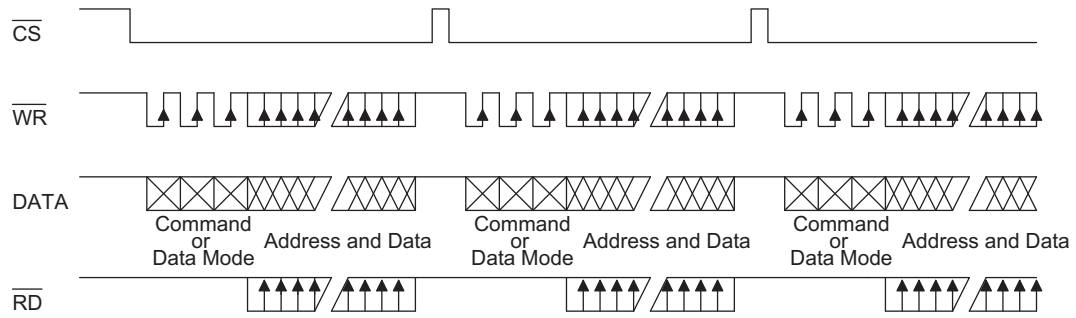 CS
WR
DATA
Command
or
Data Mode
Address and Data
Command
or
Data Mode
Address and Data
Command
or
Data Mode
Address and Data
RD